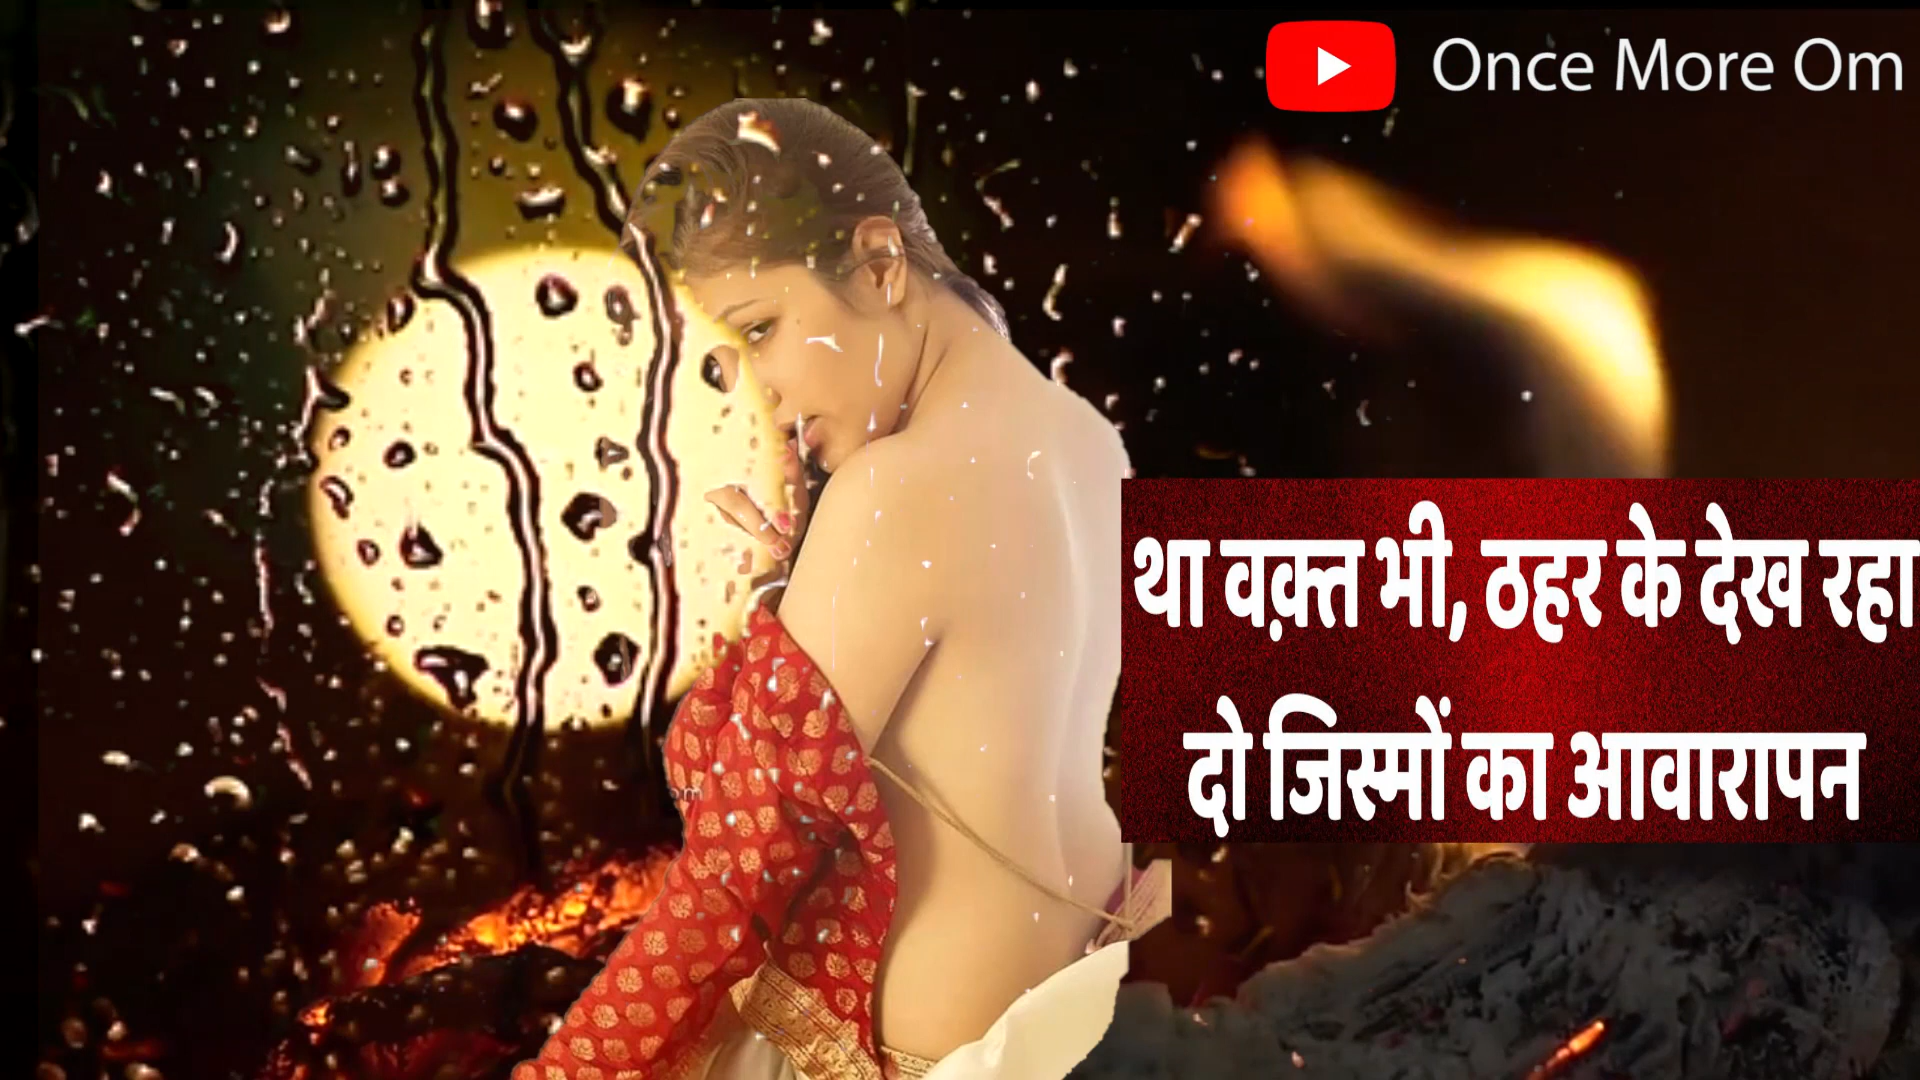 Once More Om
था वक़्त भी, ठहर के देख रहा
दो जिस्मों का आवारापन